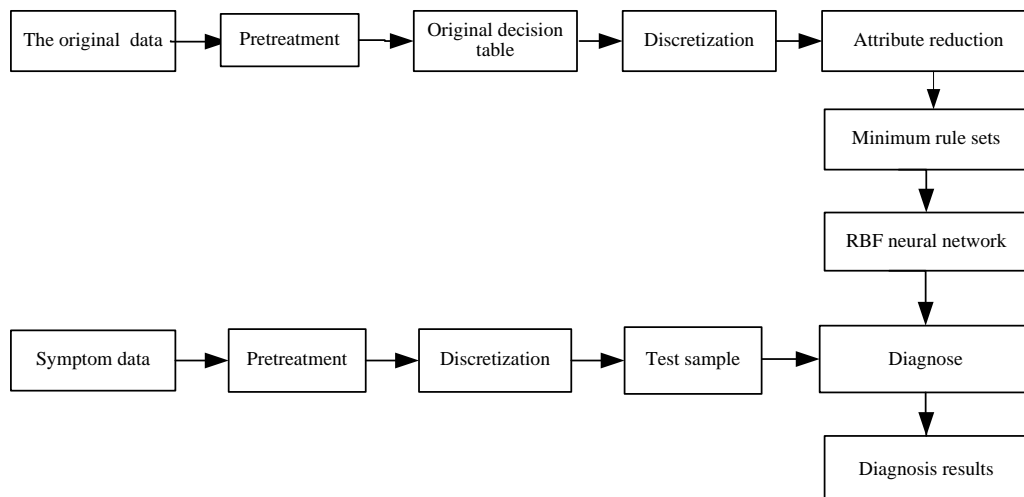 The original data
Pretreatment
Original decision
table
Discretization
Attribute reduction
Minimum rule sets
RBF neural network
Symptom data
Pretreatment
Discretization
Test sample
Diagnose
Diagnosis results